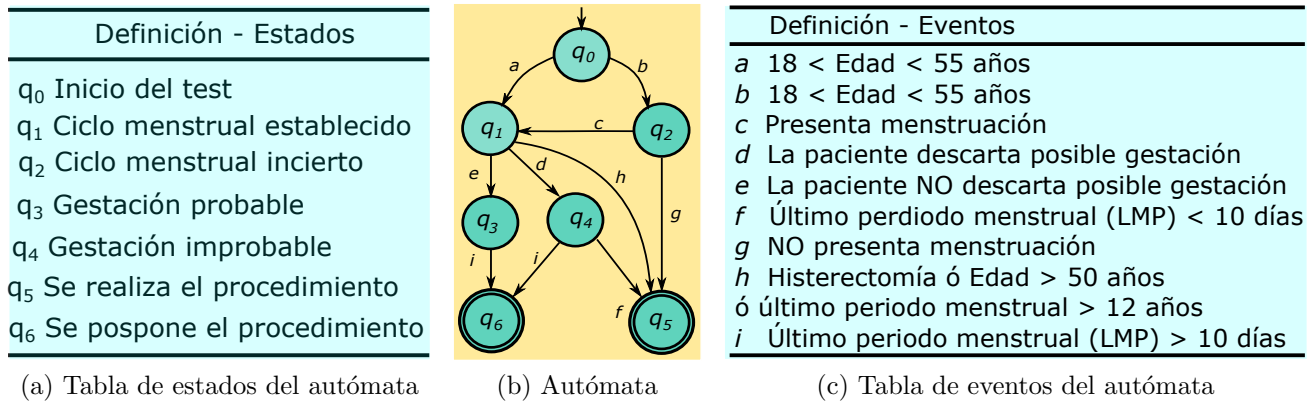 Definición - Estados
q0 Inicio del test
q1 Ciclo menstrual establecido
q2 Ciclo menstrual incierto
q3 Gestación probable
q4 Gestación improbable
q5 Se realiza el procedimiento
q6 Se pospone el procedimiento
(a) Tabla de estados del autómata
q0
a
b
q1
c
q2
e
d
h
q3
q4
g
i
i
f
q6
q5
(b) Autómata
Definición - Eventos
a 18 < Edad < 55 años
b 18 < Edad < 55 años
c Presenta menstruación
d La paciente descarta posible gestación
e La paciente NO descarta posible gestación
f Último perdiodo menstrual (LMP) < 10 días
g NO presenta menstruación
h Histerectomía ó Edad > 50 años
ó último periodo menstrual > 12 años
i Último periodo menstrual (LMP) > 10 días
(c) Tabla de eventos del autómata